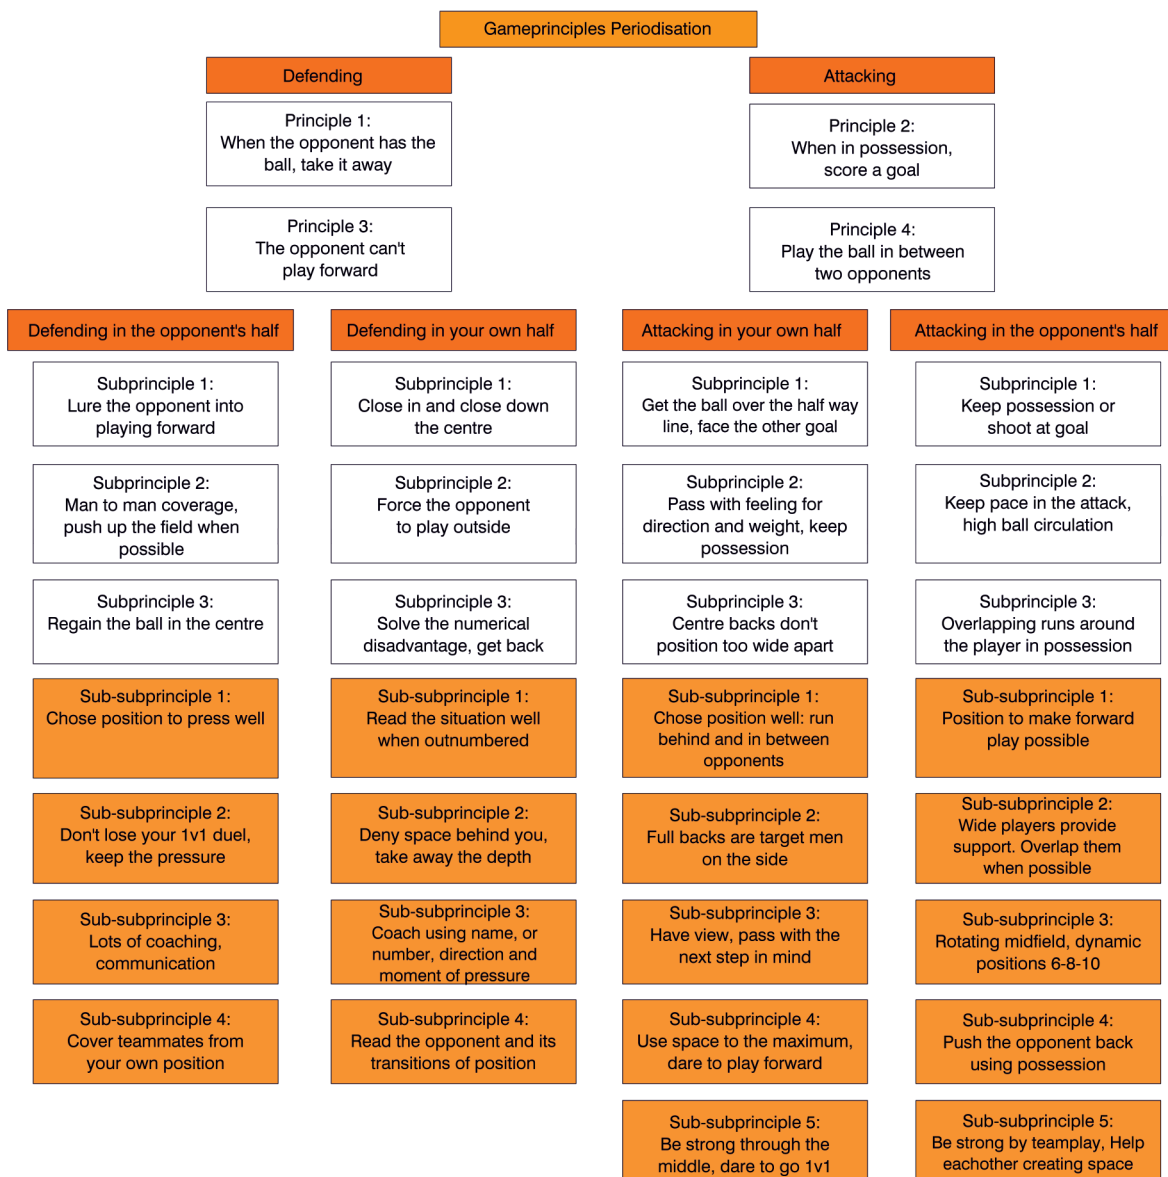 Gameprinciples Periodisation
Defending
Attacking
Principle 1:
When the opponent has the
ball, take it away
Principle 2:
When in possession,
score a goal
Principle 3:
The opponent can't
play forward
Principle 4:
Play the ball in between
two opponents
Defending in the opponent's half
Defending in your own half
Attacking in your own half
Attacking in the opponent's half
Subprinciple 1:
Lure the opponent into
playing forward
Subprinciple 1:
Close in and close down
the centre
Subprinciple 1:
Get the ball over the half way
line, face the other goal
Subprinciple 1:
Keep possession or
shoot at goal
Subprinciple 2:
Man to man coverage,
push up the field when
possible
Subprinciple 2:
Force the opponent
to play outside
Subprinciple 2:
Pass with feeling for
direction and weight, keep
possession
Subprinciple 2:
Keep pace in the attack,
high ball circulation
Subprinciple 3:
Regain the ball in the centre
Subprinciple 3:
Solve the numerical
disadvantage, get back
Subprinciple 3:
Centre backs don't
position too wide apart
Subprinciple 3:
Overlapping runs around
the player in possession
Sub-subprinciple 1:
Chose position to press well
Sub-subprinciple 1:
Read the situation well
when outnumbered
Sub-subprinciple 1:
Chose position well: run
behind and in between
opponents
Sub-subprinciple 1:
Position to make forward
play possible
Sub-subprinciple 2:
Don't lose your 1v1 duel,
keep the pressure
Sub-subprinciple 2:
Deny space behind you,
take away the depth
Sub-subprinciple 2:
Full backs are target men
on the side
Sub-subprinciple 2:
Wide players provide
support. Overlap them
when possible
Sub-subprinciple 3:
Lots of coaching,
communication
Sub-subprinciple 3:
Coach using name, or
number, direction and
moment of pressure
Sub-subprinciple 3:
Have view, pass with the
next step in mind
Sub-subprinciple 3:
Rotating midfield, dynamic
positions 6-8-10
Sub-subprinciple 4:
Cover teammates from
your own position
Sub-subprinciple 4:
Read the opponent and its
transitions of position
Sub-subprinciple 4:
Use space to the maximum,
dare to play forward
Sub-subprinciple 4:
Push the opponent back
using possession
Sub-subprinciple 5:
Be strong through the
middle, dare to go 1v1
Sub-subprinciple 5:
Be strong by teamplay, Help
eachother creating space